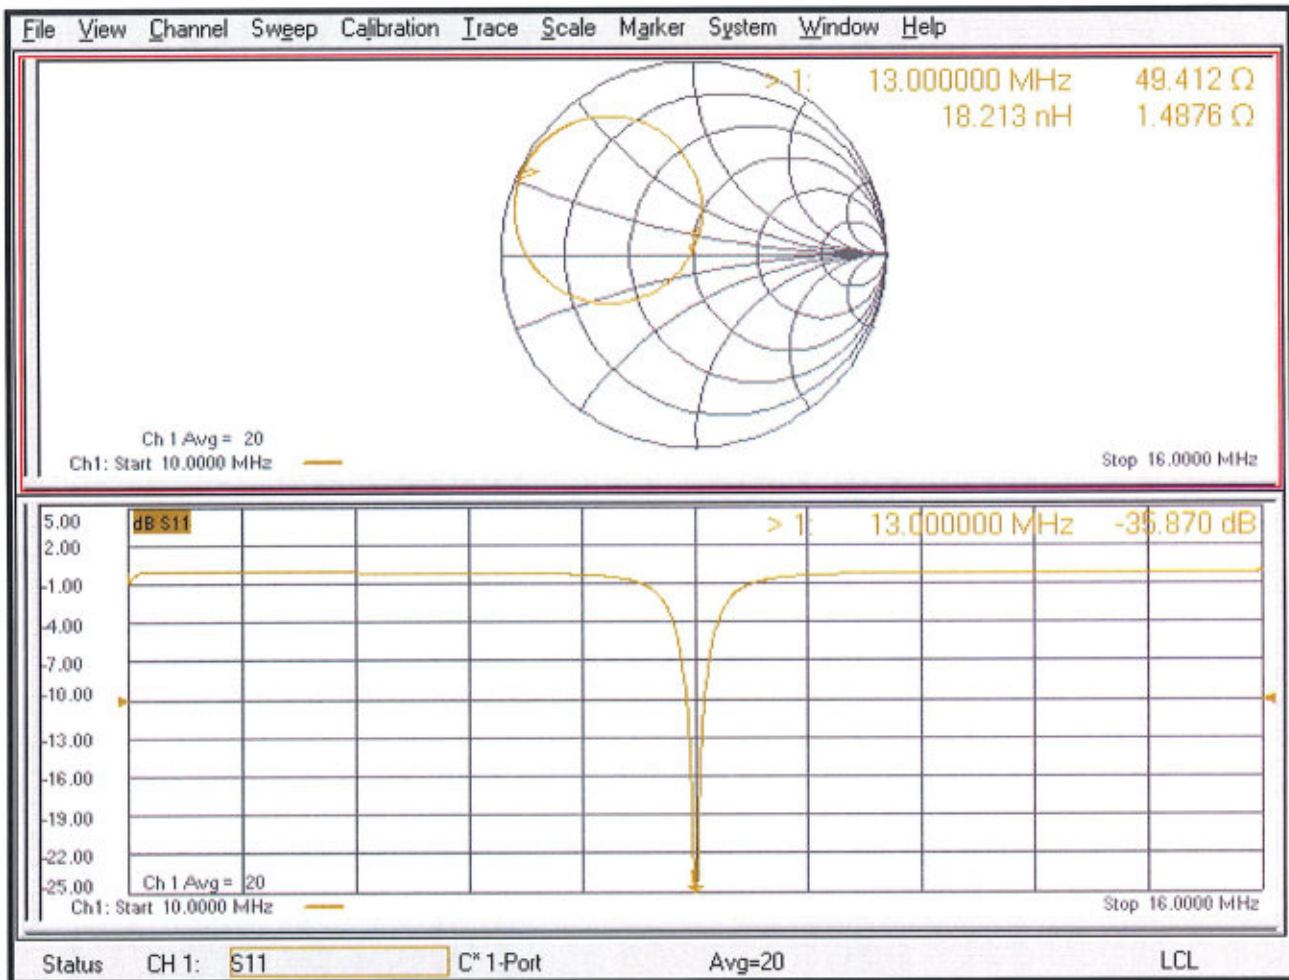 File View Channel Sweep Calibration Trace Scale Marker System Window Help
> 1: 13.000000 MHz 49.412 Ω
18.213 nH 1.4876 Ω
Ch 1 Avg = 20
Ch1: Start 10.0000 MHz
Stop 16.0000 MHz
5.00
dB S11
> 1: 13.000000 MHz -35.870 dB
2.00
-1.00
-4.00
-7.00
-10.00
-13.00
-16.00
-19.00
-22.00
-25.00
Ch 1 Avg = 20
Ch1: Start 10.0000 MHz
Stop 16.0000 MHz
Status CH 1: S11 C* 1-Port Avg=20 LCL